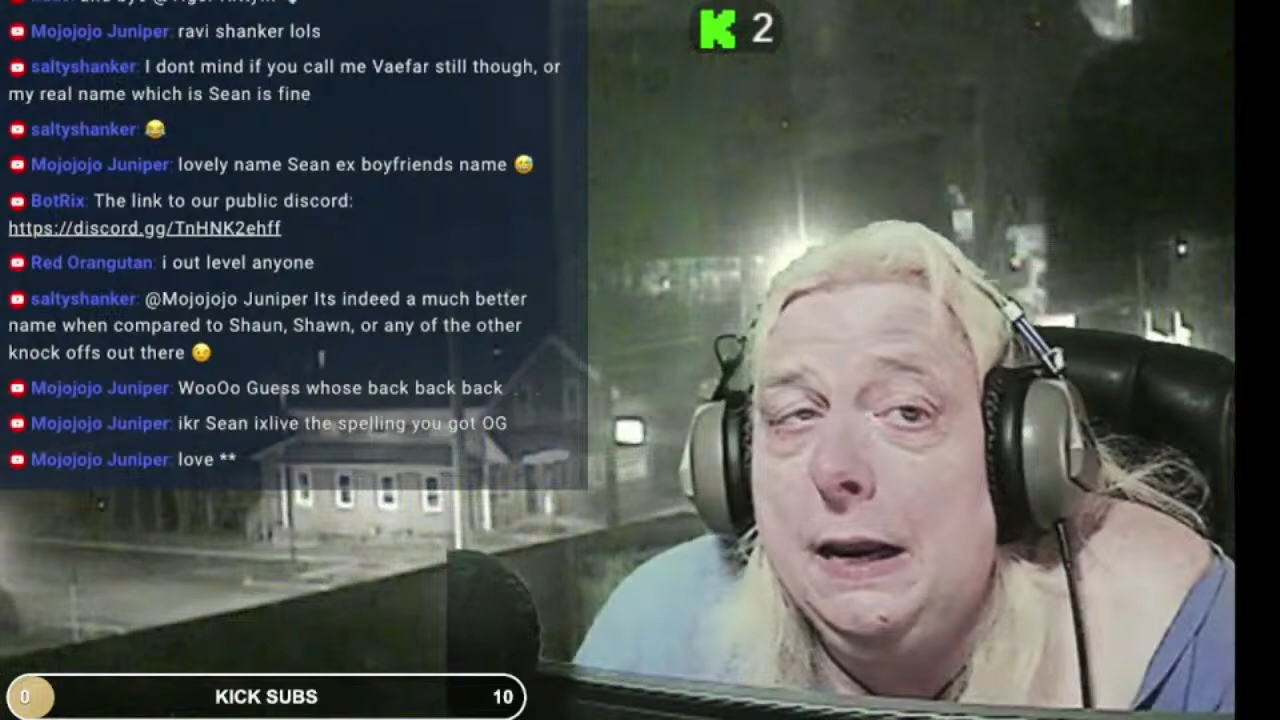 Mojojojo Juniper: ravi shanker lols
saltyshanker: I dont mind if you call me Vaefar still though, or
my real name which is Sean is fine
saltyshanker: 😂
Mojojojo Juniper: lovely name Sean ex boyfriends name 😅
BotRix: The link to our public discord:
https://discord.gg/TnHNK2ehff
Red Orangutan: i out level anyone
saltyshanker: @Mojojojo Juniper Its indeed a much better
name when compared to Shaun, Shawn, or any of the other
knock offs out there 😉
Mojojojo Juniper: WooOo Guess whose back back back
Mojojojo Juniper: ikr Sean ixlive the spelling you got OG
Mojojojo Juniper: love **
K 2
0 KICK SUBS 10